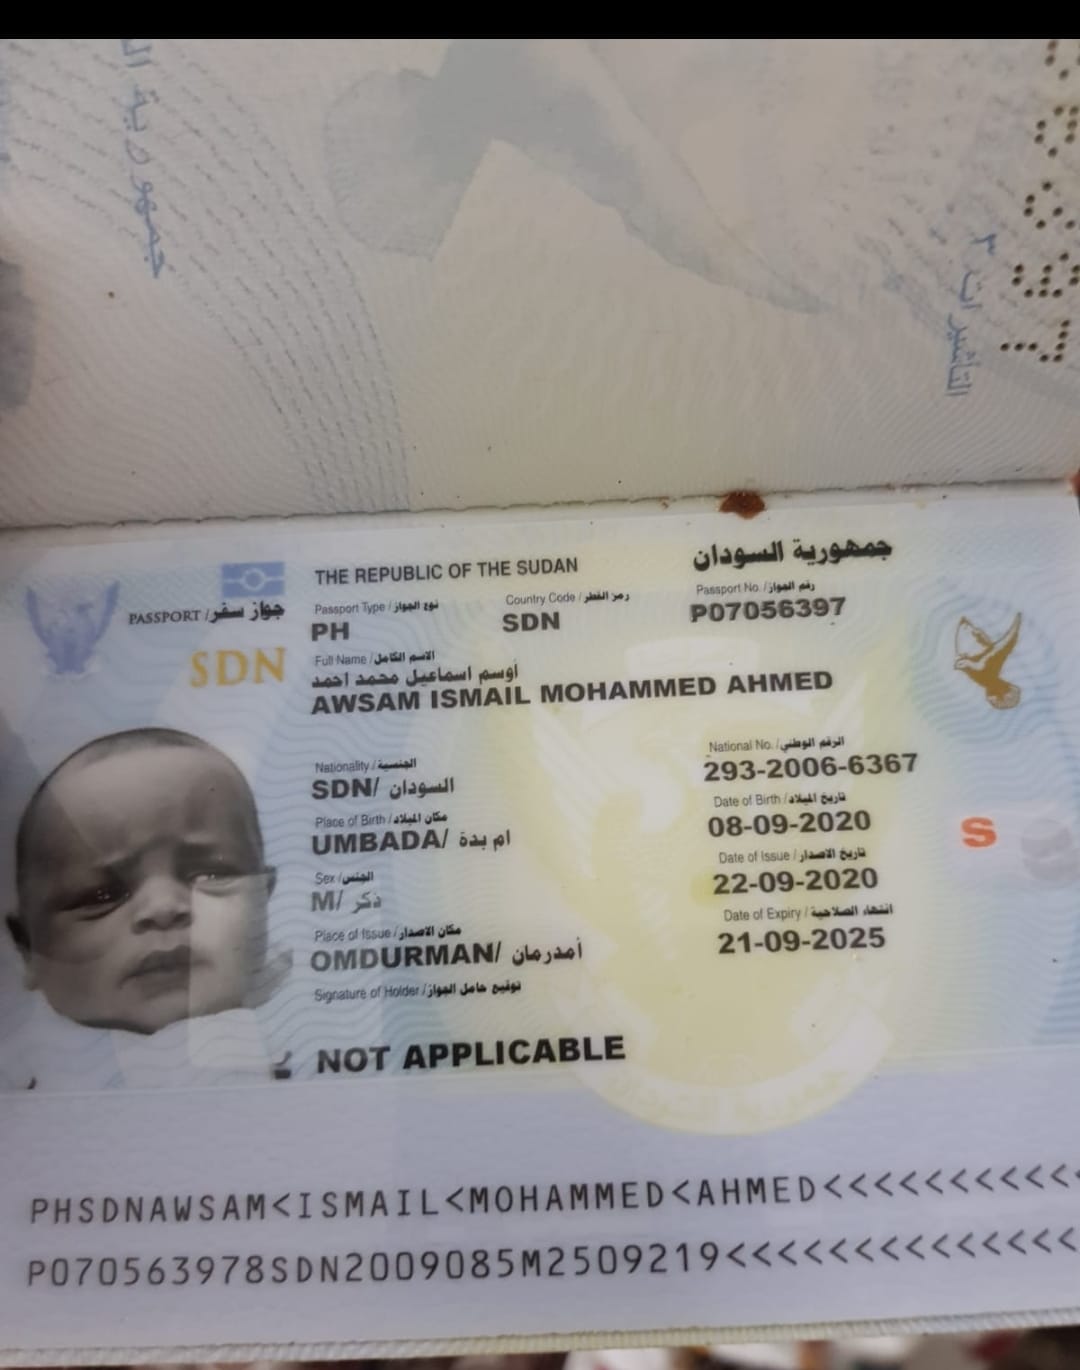 جمهورية ال
التأشيرات ٣
THE REPUBLIC OF THE SUDAN
جمهورية السودان
PASSPORT / جواز سفر
SDN
Passport Type / نوع الجواز
PH
Country Code / رمز القطر
SDN
Passport No. / رقم الجواز
P07056397
Full Name / الاسم الكامل
أوسم اسماعيل محمد احمد
AWSAM ISMAIL MOHAMMED AHMED
Nationality / الجنسية
SDN/ السودان
National No. / الرقم الوطني
293-2006-6367
Place of Birth / مكان الميلاد
UMBADA/ ام بدة
Date of Birth / تاريخ الميلاد
08-09-2020
Sex / الجنس
M/ ذكر
Date of Issue / تاريخ الاصدار
22-09-2020
Place of Issue / مكان الاصدار
OMDURMAN/ أمدرمان
Date of Expiry / انتهاء الصلاحية
21-09-2025
Signature of Holder / توقيع حامل الجواز
NOT APPLICABLE
S
PHSDNAWSAM<ISMAIL<MOHAMMED<AHMED<<<<<<<<<<<<
P070563978SDN2009085M2509219<<<<<<<<<<<<<<<